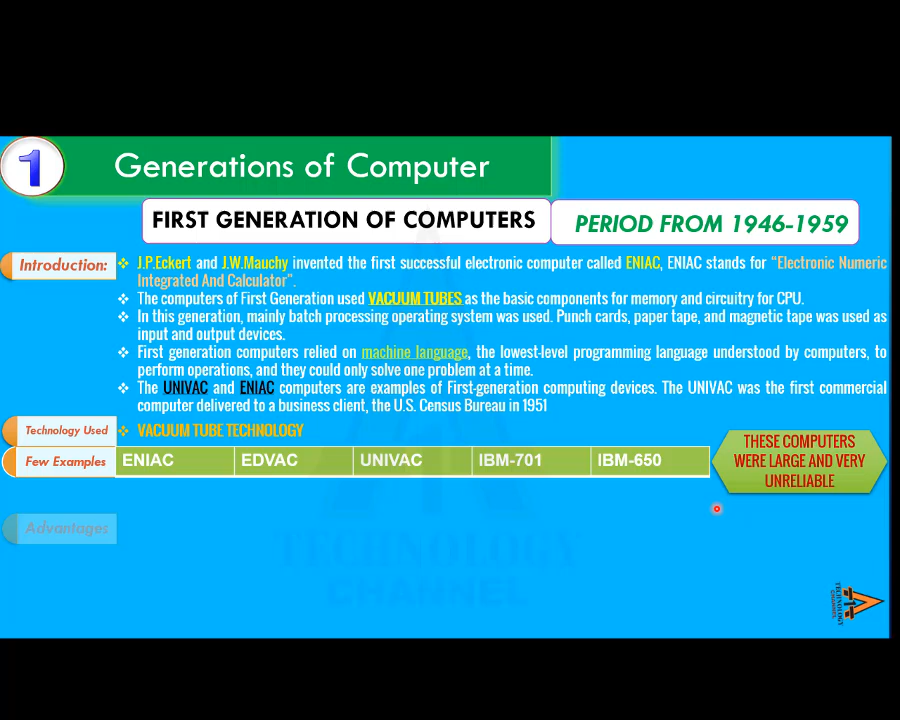 1
Generations of Computer
FIRST GENERATION OF COMPUTERS
PERIOD FROM 1946-1959
Introduction:
❖ J.P.Eckert and J.W.Mauchy invented the first successful electronic computer called ENIAC, ENIAC stands for “Electronic Numeric
Integrated And Calculator”.
❖ The computers of First Generation used VACUUM TUBES as the basic components for memory and circuitry for CPU.
❖ In this generation, mainly batch processing operating system was used. Punch cards, paper tape, and magnetic tape was used as
input and output devices.
❖ First generation computers relied on machine language, the lowest-level programming language understood by computers, to
perform operations, and they could only solve one problem at a time.
❖ The UNIVAC and ENIAC computers are examples of First-generation computing devices. The UNIVAC was the first commercial
computer delivered to a business client, the U.S. Census Bureau in 1951
Technology Used
❖ VACUUM TUBE TECHNOLOGY
Few Examples
ENIAC EDVAC UNIVAC IBM-701 IBM-650
THESE COMPUTERS
WERE LARGE AND VERY
UNRELIABLE
Advantages
TECHNOLOGY
CHANNEL
TECHNOLOGY
CHANNEL